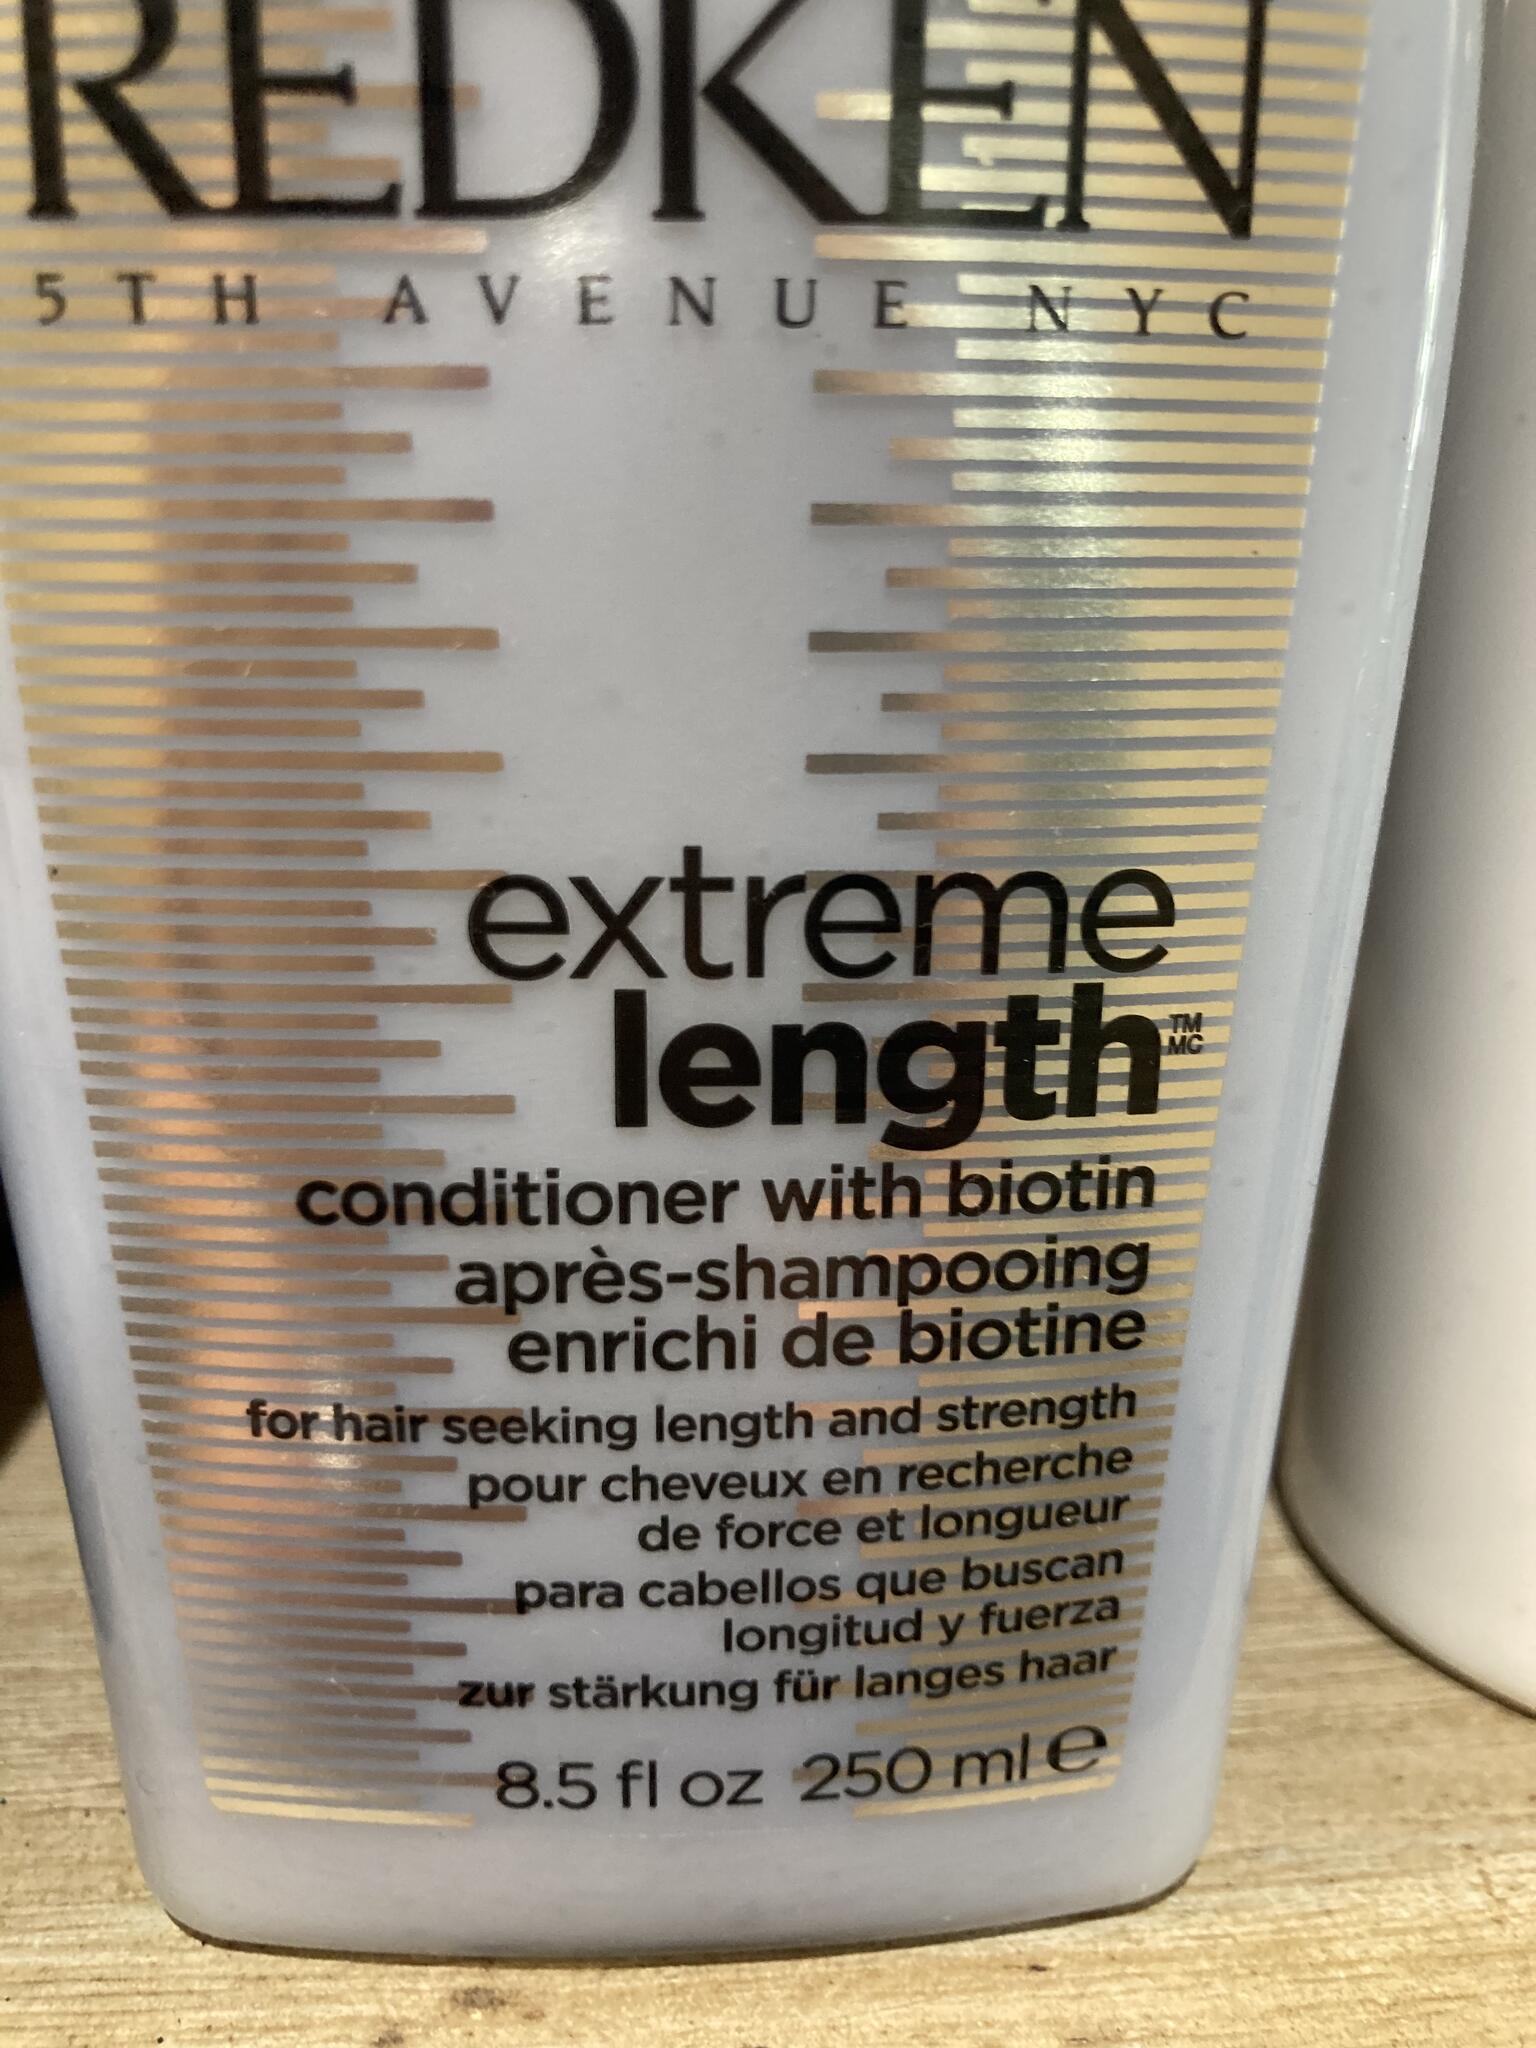 REDKEN
5TH AVENUE NYC
extreme
length™ MC
conditioner with biotin
après-shampooing
enrichi de biotine
for hair seeking length and strength
pour cheveux en recherche
de force et longueur
para cabellos que buscan
longitud y fuerza
zur stärkung für langes haar
8.5 fl oz 250 ml ℮